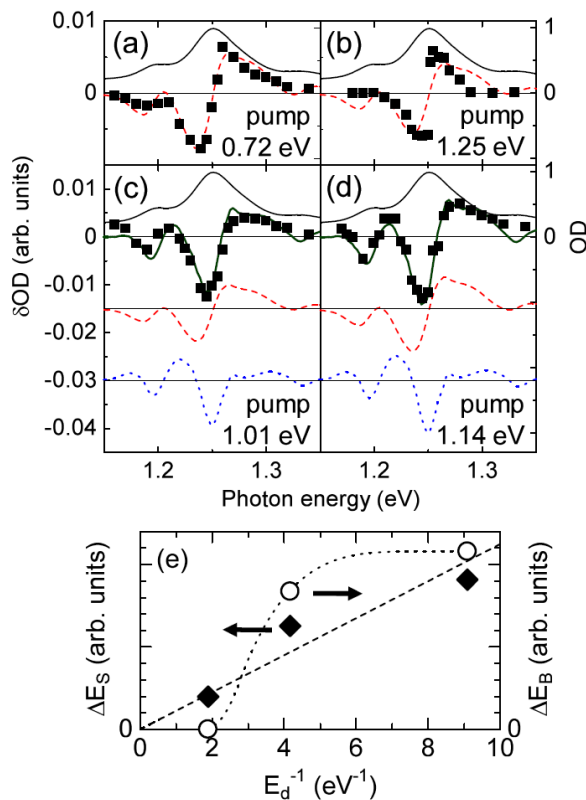 0.01
0
(a)
pump
0.72 eV
(b)
pump
1.25 eV
1
0
δOD (arb. units)
0.01
0
-0.01
-0.02
-0.03
-0.04
(c)
pump
1.01 eV
(d)
pump
1.14 eV
1
0
OD
1.2 1.3 1.2 1.3
Photon energy (eV)
(e)
ΔE_S (arb. units)
0
ΔE_B (arb. units)
0
0 2 4 6 8 10
E_d^-1 (eV^-1)